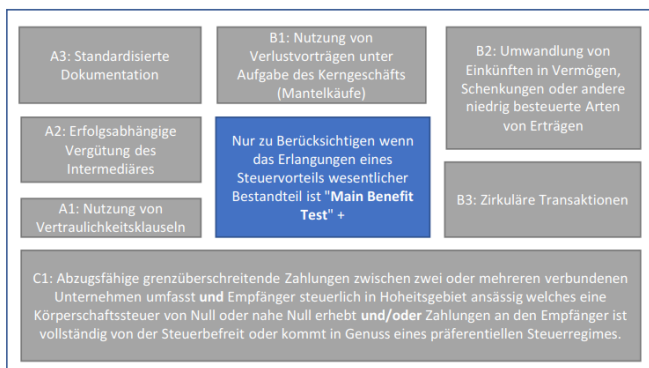 A3: Standardisierte
Dokumentation
B1: Nutzung von
Verlustvorträgen unter
Aufgabe des Kerngeschäfts
(Mantelkäufe)
B2: Umwandlung von
Einkünften in Vermögen,
Schenkungen oder andere
niedrig besteuerte Arten
von Erträgen
A2: Erfolgsabhängige
Vergütung des
Intermediäres
Nur zu Berücksichtigen wenn
das Erlangungen eines
Steuervorteils wesentlicher
Bestandteil ist "Main Benefit
Test" +
B3: Zirkuläre Transaktionen
A1: Nutzung von
Vertraulichkeitsklauseln
C1: Abzugsfähige grenzüberschreitende Zahlungen zwischen zwei oder mehreren verbundenen
Unternehmen umfasst und Empfänger steuerlich in Hoheitsgebiet ansässig welches eine
Körperschaftssteuer von Null oder nahe Null erhebt und/oder Zahlungen an den Empfänger ist
vollständig von der Steuerbefreit oder kommt in Genuss eines präferentiellen Steuerregimes.